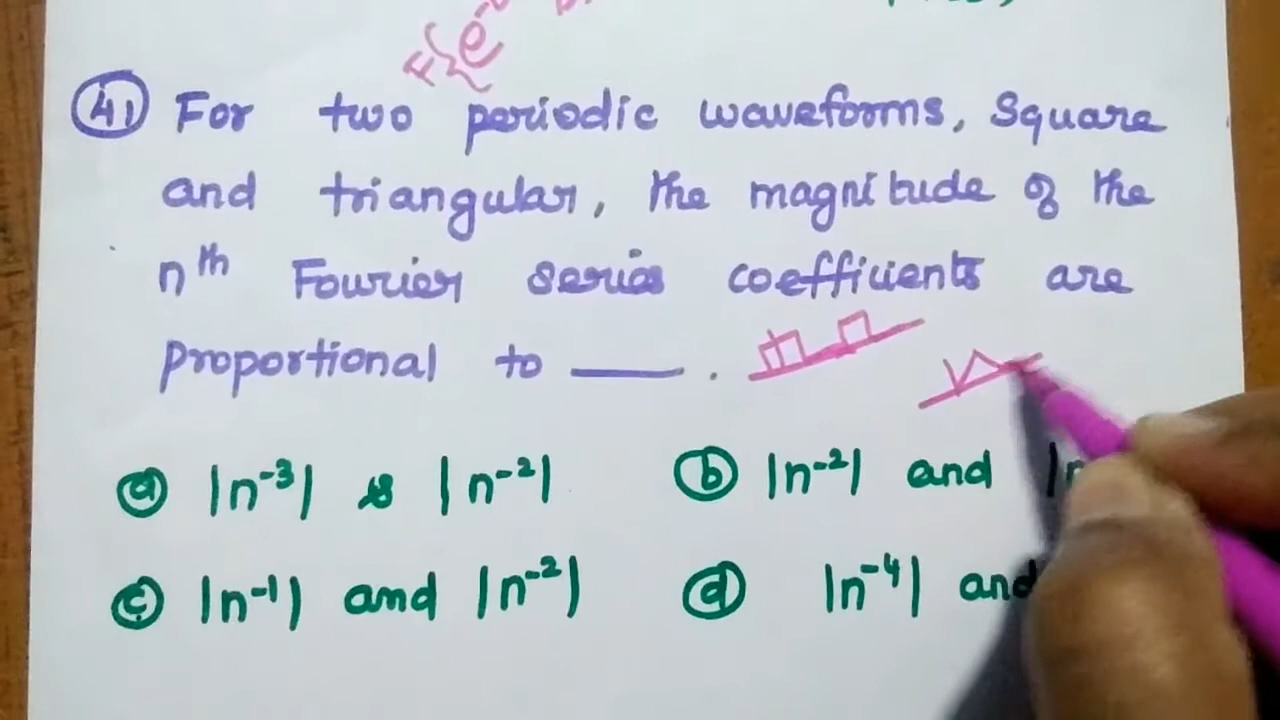 F{e
41 For two periodic waveforms, Square
and triangular, the magnitude of the
nth Fourier series coefficients are
proportional to ____ .
a |n⁻³| & |n⁻²| b |n⁻²| and |n
c |n⁻¹| and |n⁻²| d |n⁻⁴| and